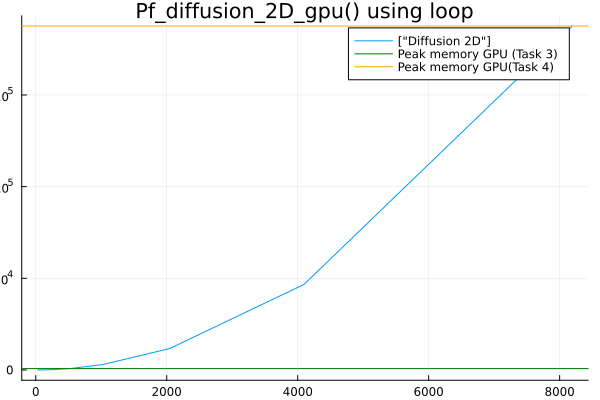 Pf_diffusion_2D_gpu() using loop
["Diffusion 2D"]
Peak memory GPU (Task 3)
Peak memory GPU(Task 4)
0
0 2000 4000 6000 8000